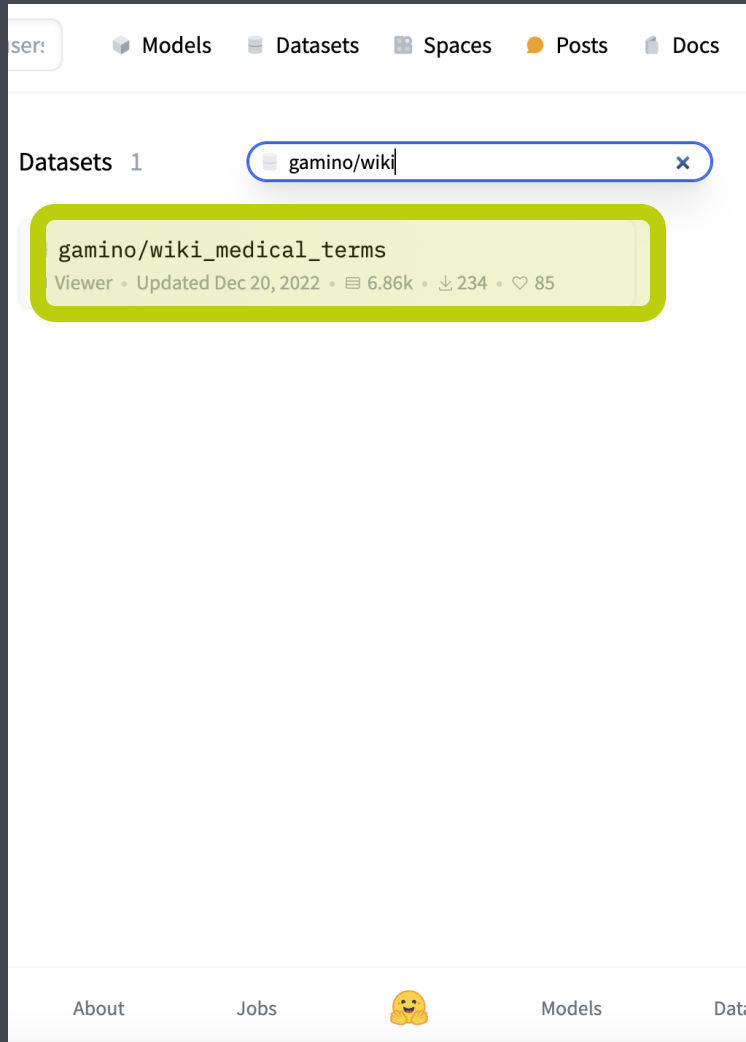 Models Datasets Spaces Posts Docs
Datasets 1 gamino/wiki
gamino/wiki_medical_terms
Viewer • Updated Dec 20, 2022 • 6.86k • 234 • 85
About Jobs Models